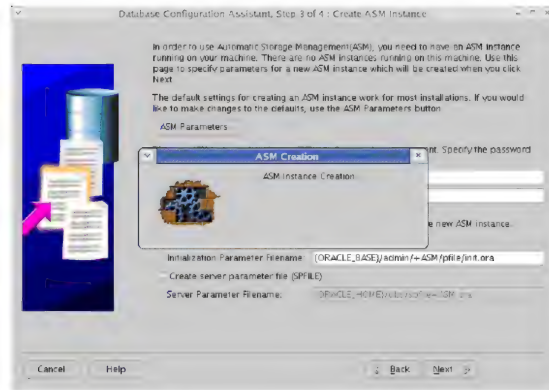 Database Configuration Assistant, Step 3 of 4 : Create ASM Instance
In order to use Automatic Storage Management(ASM), you need to have an ASM instance
running on your machine. There are no ASM instances running on this machine. Use this
page to specify parameters for a new ASM instance which will be created when you click
Next.
The default settings for creating an ASM instance work for most installations. If you would
like to make changes to the defaults, use the ASM Parameters button.
ASM Parameters
nt. Specify the password
ASM Creation
ASM Instance Creation
e new ASM instance.
Initialization Parameter Filename: {ORACLE_BASE}/admin/+ASM/pfile/init.ora
Create server parameter file (SPFILE)
Server Parameter Filename:
Cancel
Help
Back
Next